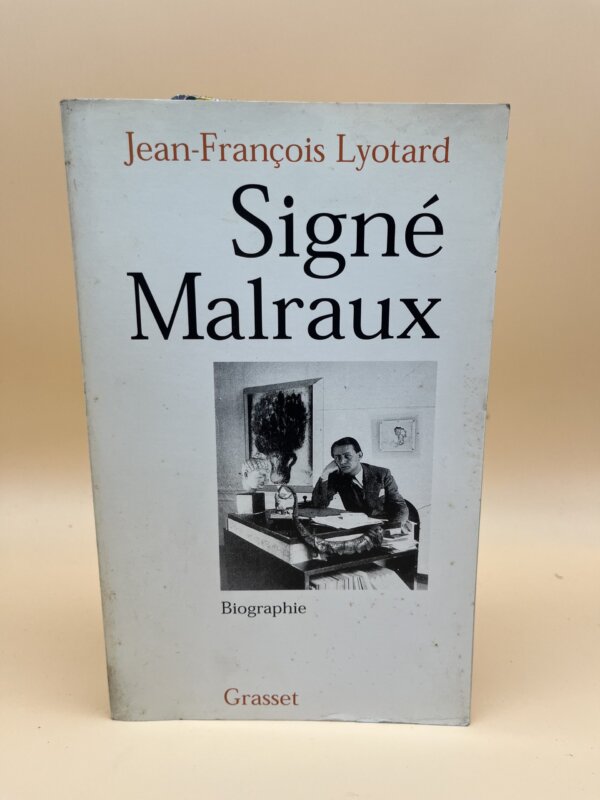 Jean-François Lyotard
Signé
Malraux
Biographie
Grasset